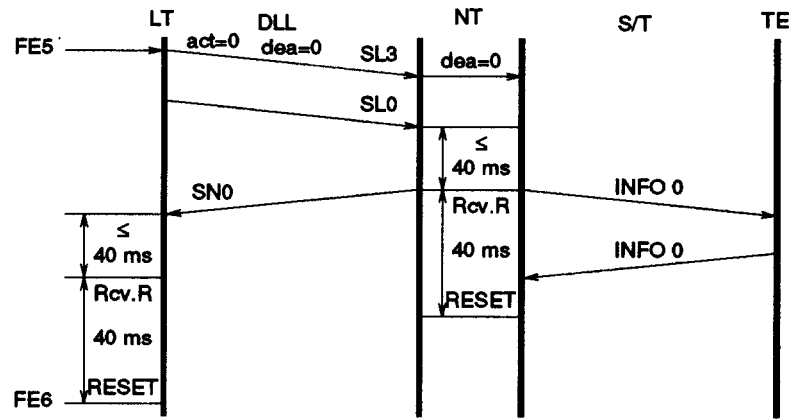 LT DLL NT S/T TE
FE5 act=0 dea=0 SL3 dea=0
SL0
≤
40 ms
SN0 INFO 0
Rcv.R
≤
40 ms
40 ms INFO 0
Rcv.R
RESET
40 ms
RESET
FE6